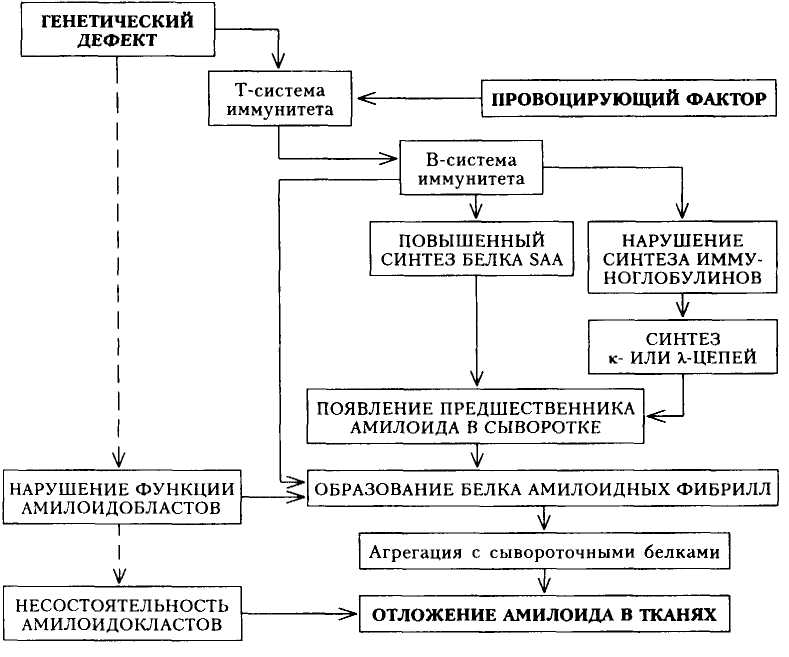 ГЕНЕТИЧЕСКИЙ
ДЕФЕКТ
Т-система
иммунитета
ПРОВОЦИРУЮЩИЙ ФАКТОР
В-система
иммунитета
ПОВЫШЕННЫЙ
СИНТЕЗ БЕЛКА SAA
НАРУШЕНИЕ
СИНТЕЗА ИММУ-
НОГЛОБУЛИНОВ
СИНТЕЗ
κ- ИЛИ λ-ЦЕПЕЙ
ПОЯВЛЕНИЕ ПРЕДШЕСТВЕННИКА
АМИЛОИДА В СЫВОРОТКЕ
НАРУШЕНИЕ ФУНКЦИИ
АМИЛОИДОБЛАСТОВ
ОБРАЗОВАНИЕ БЕЛКА АМИЛОИДНЫХ ФИБРИЛЛ
Агрегация с сывороточными белками
НЕСОСТОЯТЕЛЬНОСТЬ
АМИЛОИДОКЛАСТОВ
ОТЛОЖЕНИЕ АМИЛОИДА В ТКАНЯХ